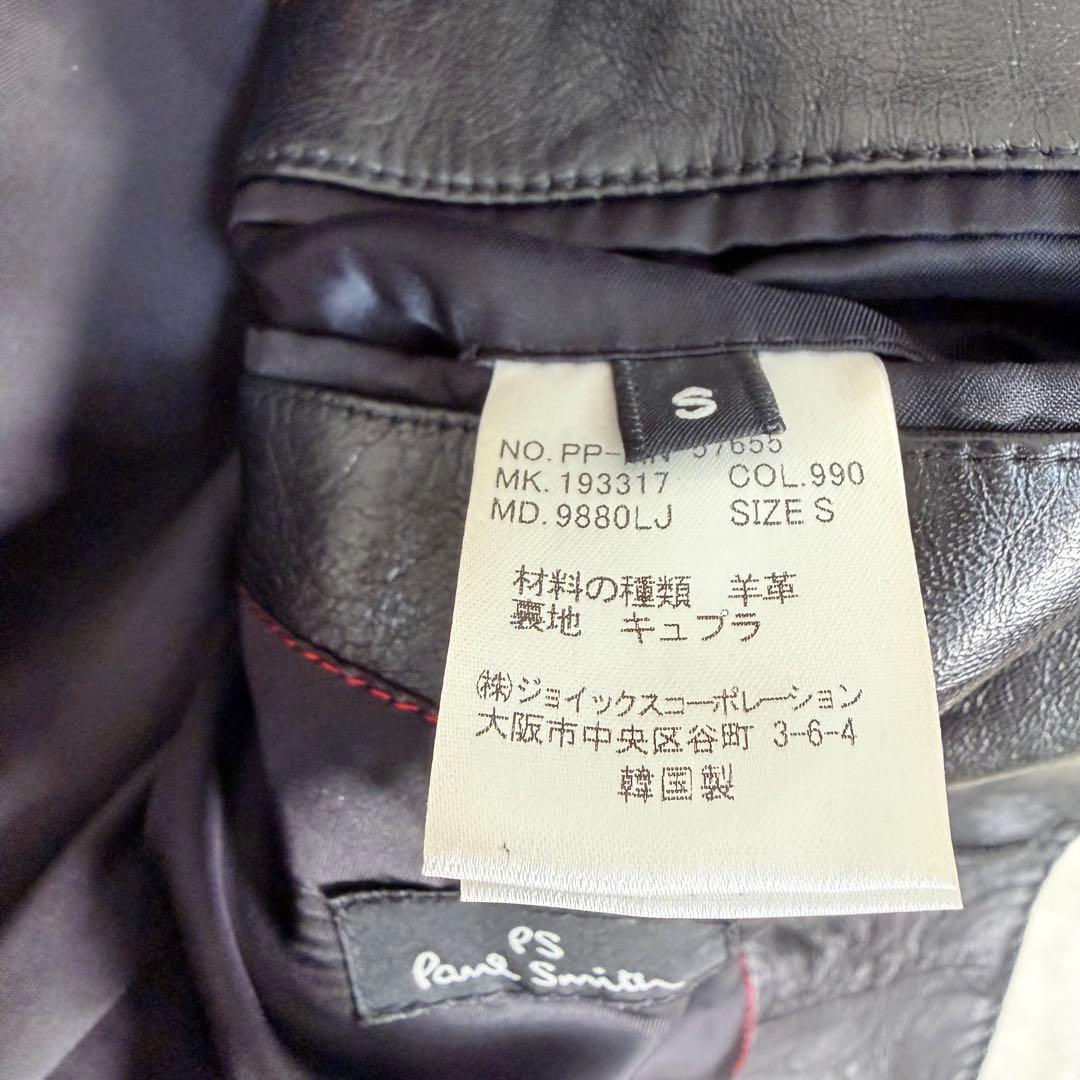 S
NO. PP- 57655
MK. 193317 COL.990
MD. 9880LJ SIZE S
材料の種類 羊革
裏地 キュプラ
㈱ジョイックスコーポレーション
大阪市中央区谷町 3-6-4
韓国製
PS
Paul Smith